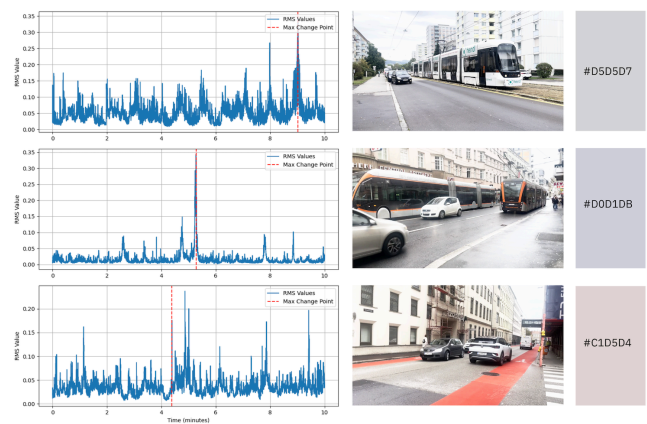 0.35
0.30
0.25
0.20
0.15
0.10
0.05
0.00
RMS Value
RMS Values
Max Change Point
0 2 4 6 8 10
#D5D5D7
0.35
0.30
0.25
0.20
0.15
0.10
0.05
0.00
RMS Value
RMS Values
Max Change Point
0 2 4 6 8 10
#D0D1DB
0.20
0.15
0.10
0.05
0.00
RMS Value
RMS Values
Max Change Point
0 2 4 6 8 10
Time (minutes)
#C1D5D4